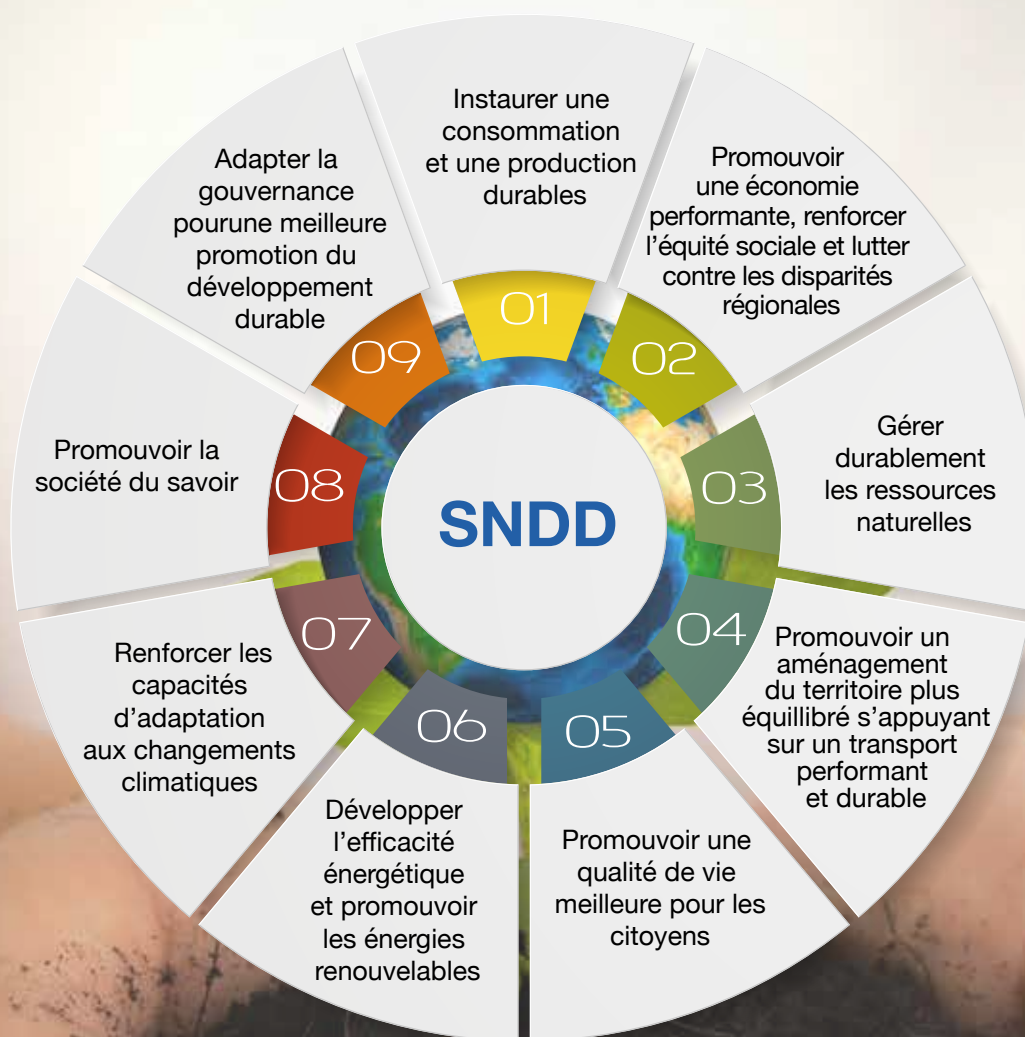 SNDD
01
Instaurer une
consommation
et une production
durables
02
Promouvoir
une économie
performante, renforcer
l’équité sociale et lutter
contre les disparités
régionales
03
Gérer
durablement
les ressources
naturelles
04
Promouvoir un
aménagement
du territoire plus
équillibré s’appuyant
sur un transport
performant
et durable
05
Promouvoir une
qualité de vie
meilleure pour les
citoyens
06
Développer
l’efficacité
énergétique
et promouvoir
les énergies
renouvelables
07
Renforcer les
capacités
d’adaptation
aux changements
climatiques
08
Promouvoir la
société du savoir
09
Adapter la
gouvernance
pourune meilleure
promotion du
développement
durable